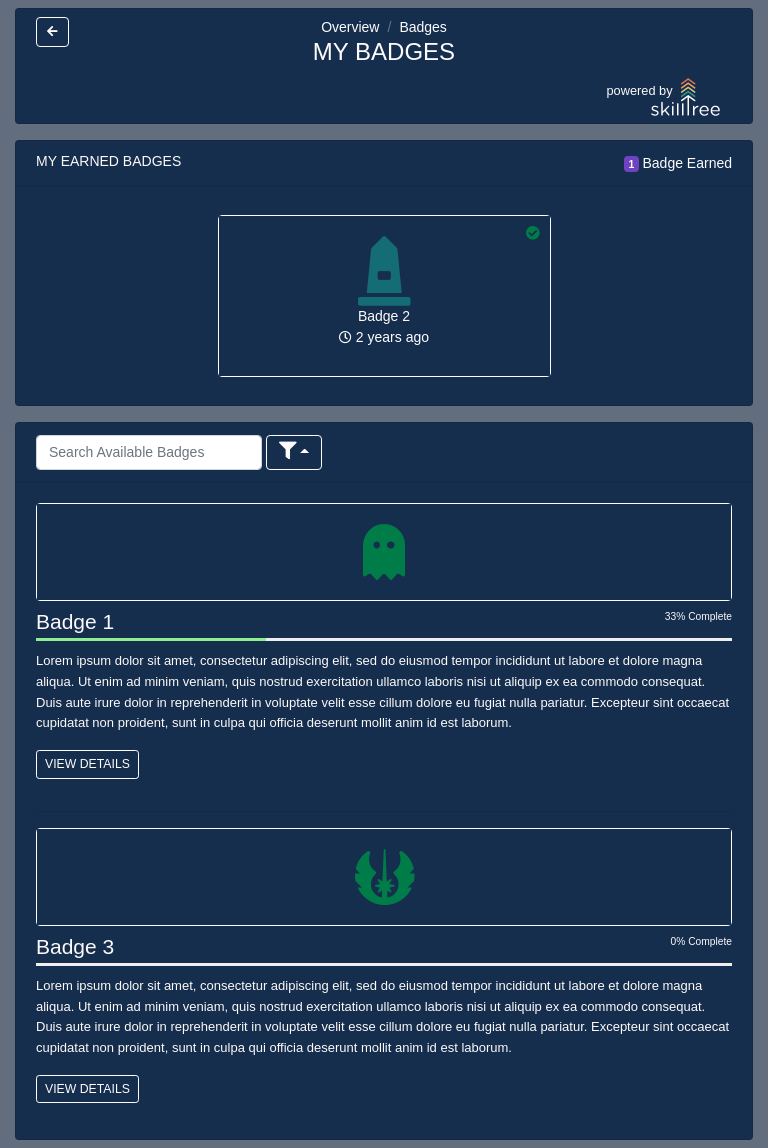 Overview / Badges
MY BADGES
powered by
skilltree
MY EARNED BADGES
1 Badge Earned
Badge 2
2 years ago
Search Available Badges
Badge 1
33% Complete
Lorem ipsum dolor sit amet, consectetur adipiscing elit, sed do eiusmod tempor incididunt ut labore et dolore magna
aliqua. Ut enim ad minim veniam, quis nostrud exercitation ullamco laboris nisi ut aliquip ex ea commodo consequat.
Duis aute irure dolor in reprehenderit in voluptate velit esse cillum dolore eu fugiat nulla pariatur. Excepteur sint occaecat
cupidatat non proident, sunt in culpa qui officia deserunt mollit anim id est laborum.
VIEW DETAILS
Badge 3
0% Complete
Lorem ipsum dolor sit amet, consectetur adipiscing elit, sed do eiusmod tempor incididunt ut labore et dolore magna
aliqua. Ut enim ad minim veniam, quis nostrud exercitation ullamco laboris nisi ut aliquip ex ea commodo consequat.
Duis aute irure dolor in reprehenderit in voluptate velit esse cillum dolore eu fugiat nulla pariatur. Excepteur sint occaecat
cupidatat non proident, sunt in culpa qui officia deserunt mollit anim id est laborum.
VIEW DETAILS